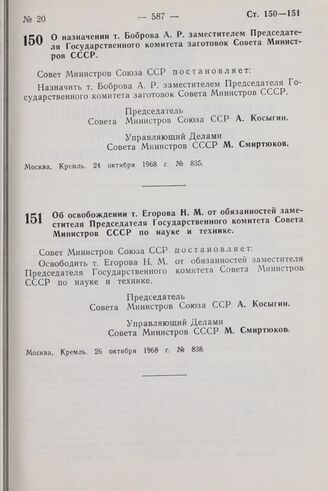 № 20 — 587 — Ст. 150—151
150 О назначении т. Боброва А. Р. заместителем Председате-
ля Государственного комитета заготовок Совета Минист-
ров СССР.
Совет Министров Союза ССР постановляет:
Назначить т. Боброва А. Р. заместителем Председателя Го-
сударственного комитета заготовок Совета Министров СССР.
Председатель
Совета Министров Союза ССР А. Косыгин.
Управляющий Делами
Совета Министров СССР М. Смиртюков.
Москва, Кремль. 24 октября 1968 г. № 835.
151 Об освобождении т. Егорова Н. М. от обязанностей заме-
стителя Председателя Государственного комитета Совета
Министров СССР по науке и технике.
Совет Министров Союза ССР постановляет:
Освободить т. Егорова Н. М. от обязанностей заместителя
Председателя Государственного комитета Совета Министров
СССР по науке и технике.
Председатель
Совета Министров Союза ССР А. Косыгин.
Управляющий Делами
Совета Министров СССР М. Смиртюков.
Москва, Кремль. 26 октября 1968 г. № 838.